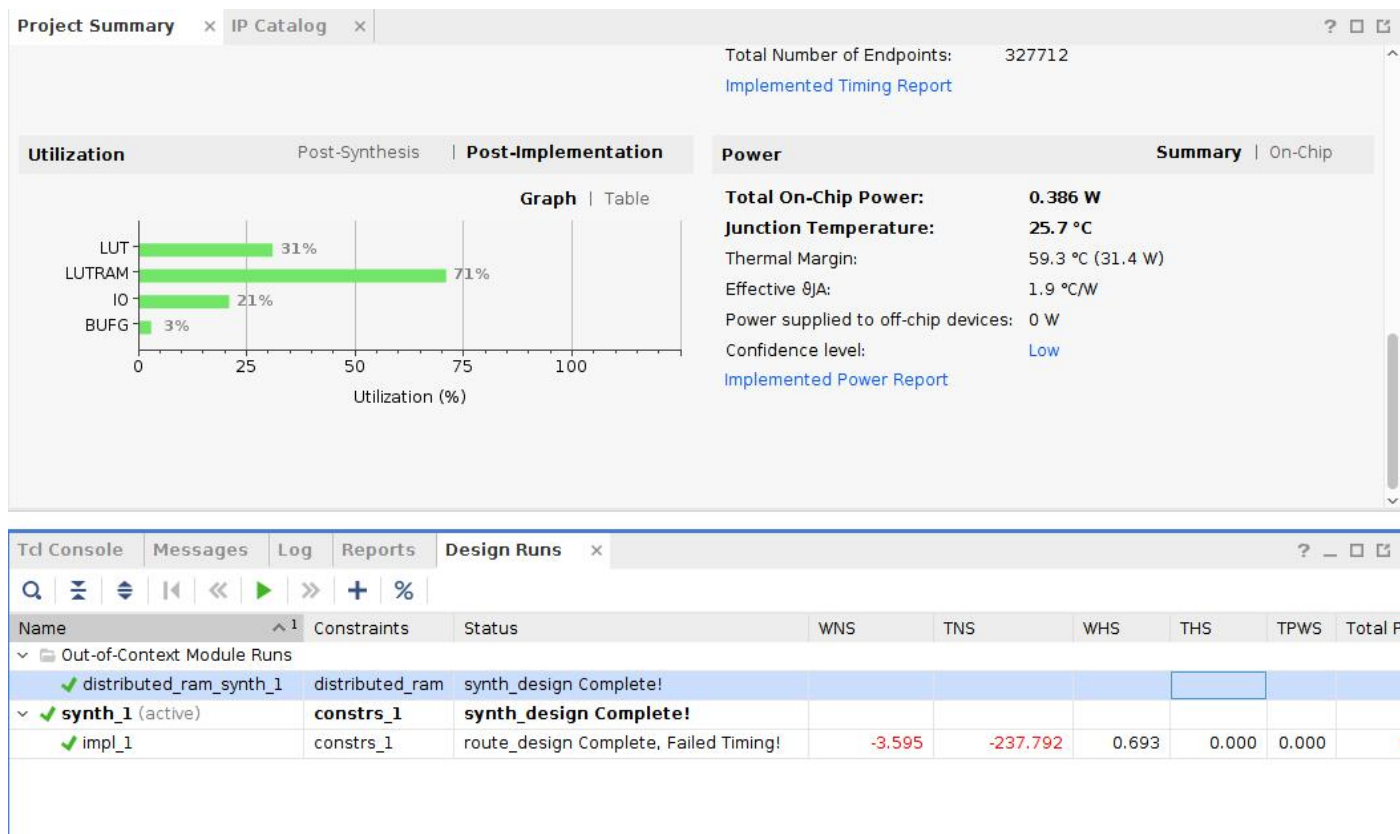 Project Summary × IP Catalog × ?
Total Number of Endpoints: 327712
Implemented Timing Report
Utilization Post-Synthesis | Post-Implementation
Graph | Table
LUT 31%
LUTRAM 71%
IO 21%
BUFG 3%
0 25 50 75 100
Utilization (%)
Power Summary | On-Chip
Total On-Chip Power: 0.386 W
Junction Temperature: 25.7 °C
Thermal Margin: 59.3 °C (31.4 W)
Effective ϑJA: 1.9 °C/W
Power supplied to off-chip devices: 0 W
Confidence level: Low
Implemented Power Report
Tcl Console Messages Log Reports Design Runs × ?
%
Name 1 Constraints Status WNS TNS WHS THS TPWS Total P
Out-of-Context Module Runs
distributed_ram_synth_1 distributed_ram synth_design Complete!
synth_1 (active) constrs_1 synth_design Complete!
impl_1 constrs_1 route_design Complete, Failed Timing! -3.595 -237.792 0.693 0.000 0.000